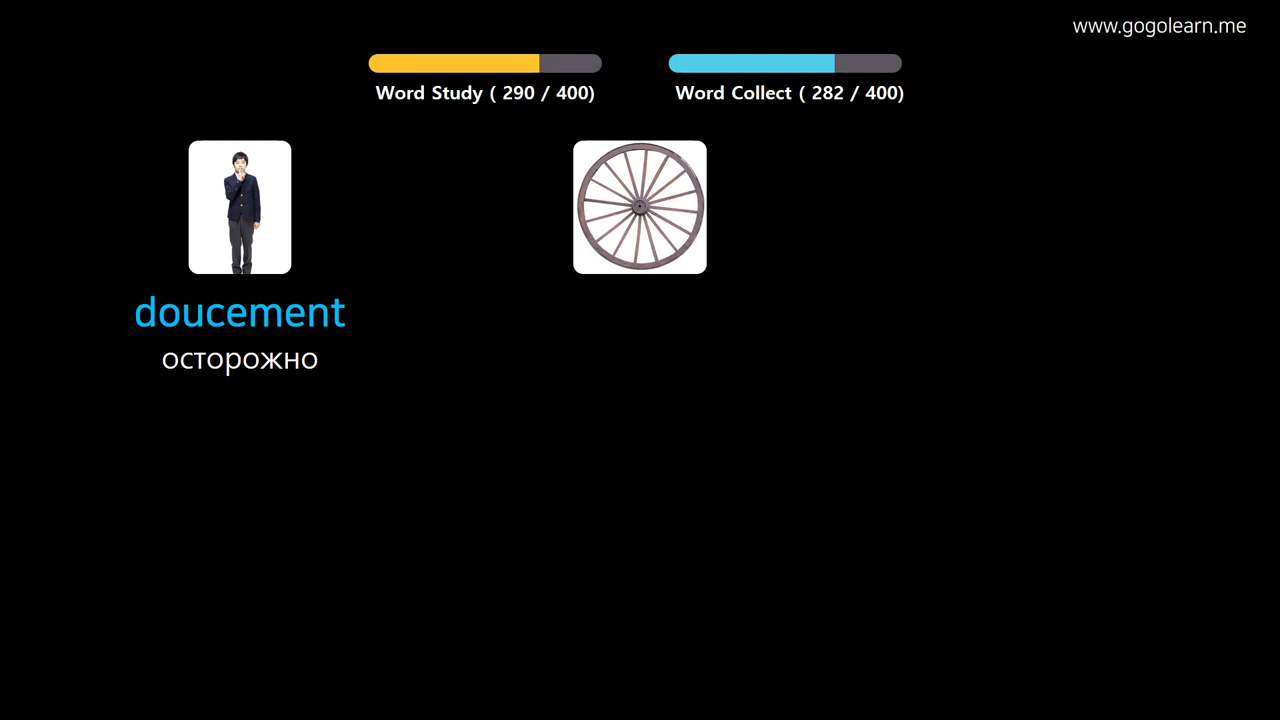 www.gogolearn.me
Word Study ( 290 / 400)
Word Collect ( 282 / 400)
doucement
осторожно